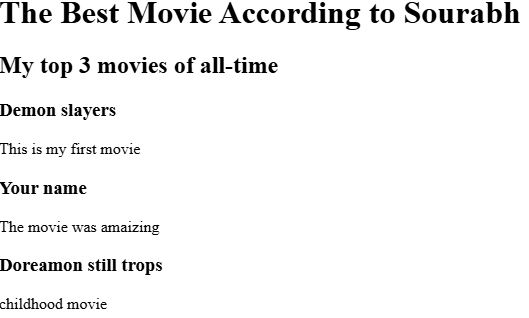 The Best Movie According to Sourabh
My top 3 movies of all-time
Demon slayers
This is my first movie
Your name
The movie was amaizing
Doreamon still trops
childhood movie